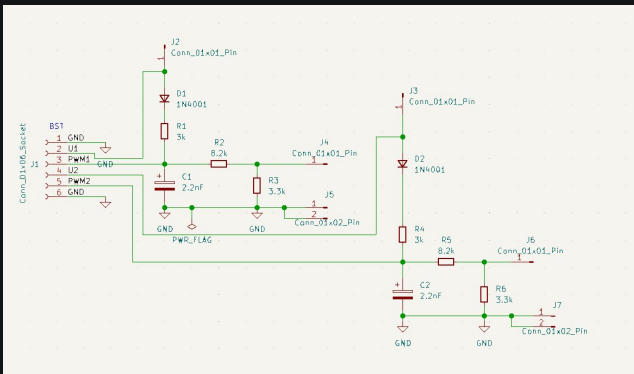 J2
Conn_01x01_Pin
1
D1
1N4001
R1
3k
BST
Conn_01x06_Socket
J1
1 GND
2 U1
3 PWM1 GND
4 U2
5 PWM2
6 GND
R2
8.2k
J4
Conn_01x01_Pin
1
C1
2.2nF
R3
3.3k
J5
1
2
Conn_01x02_Pin
GND
PWR_FLAG
GND
J3
Conn_01x01_Pin
1
D2
1N4001
R4
3k
R5
8.2k
J6
Conn_01x01_Pin
1
C2
2.2nF
R6
3.3k
J7
1
2
Conn_01x02_Pin
GND
GND